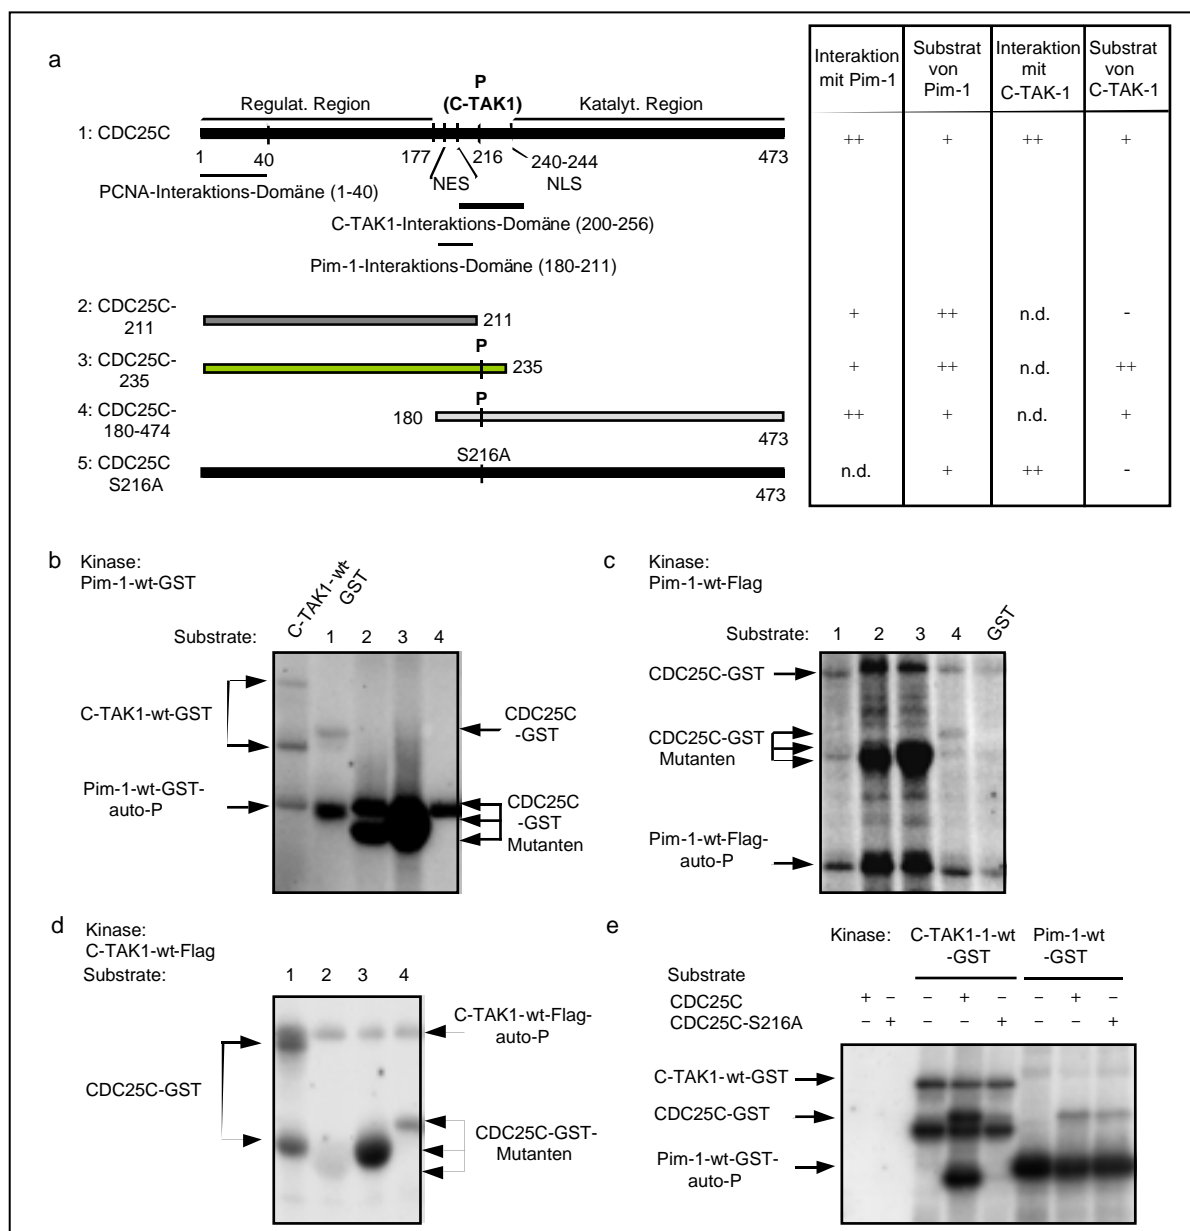 a
P
Regulat. Region (C-TAK1) Katalyt. Region
1: CDC25C
1 40 177 216 240-244 473
NES NLS
PCNA-Interaktions-Domäne (1-40)
C-TAK1-Interaktions-Domäne (200-256)
Pim-1-Interaktions-Domäne (180-211)
2: CDC25C-
211
211
P
3: CDC25C-
235
235
P
4: CDC25C-
180-474
180
473
S216A
5: CDC25C
S216A
473
Interaktion
mit Pim-1
Substrat
von
Pim-1
Interaktion
mit
C-TAK-1
Substrat
von
C-TAK-1
++ + ++ +
+ ++ n.d. -
+ ++ n.d. ++
++ + n.d. +
n.d. + ++ -
b
Kinase:
Pim-1-wt-GST
C-TAK1-wt-
GST
Substrate: 1 2 3 4
C-TAK1-wt-GST
Pim-1-wt-GST-
auto-P
CDC25C
-GST
CDC25C
-GST
Mutanten
c
Kinase:
Pim-1-wt-Flag
Substrate: 1 2 3 4 GST
CDC25C-GST
CDC25C-GST
Mutanten
Pim-1-wt-Flag-
auto-P
d
Kinase:
C-TAK1-wt-Flag
Substrate: 1 2 3 4
CDC25C-GST
C-TAK1-wt-Flag-
auto-P
CDC25C-GST-
Mutanten
e
Kinase: C-TAK1-1-wt
-GST
Pim-1-wt
-GST
Substrate
CDC25C + – – + – – + –
CDC25C-S216A – + – – + – – +
C-TAK1-wt-GST
CDC25C-GST
Pim-1-wt-GST-
auto-P